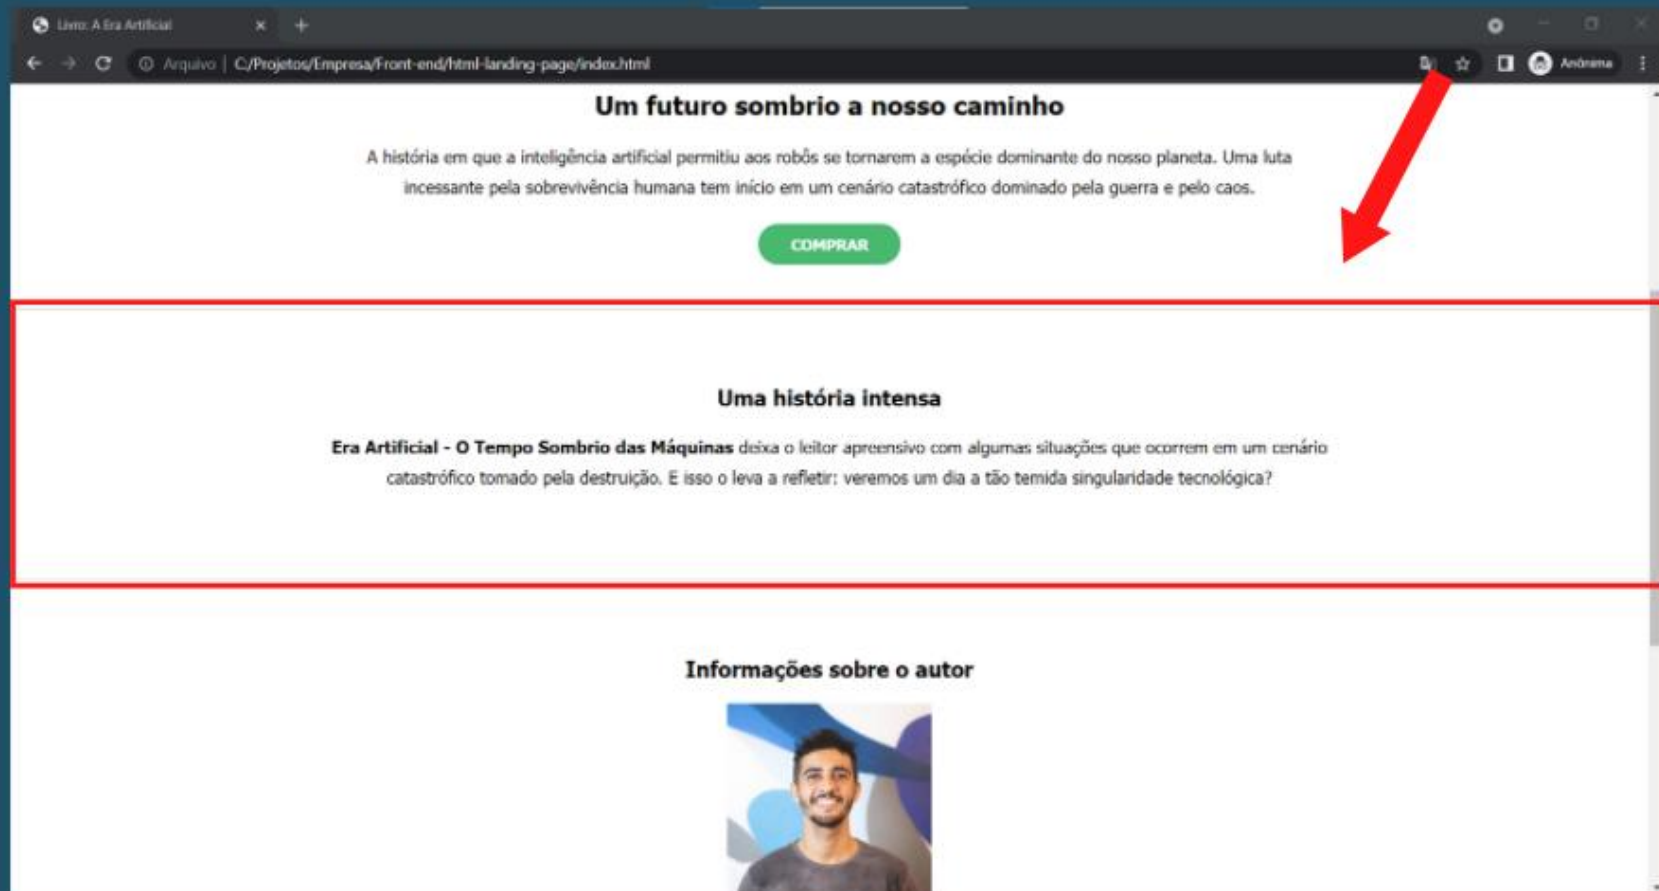 Livro: A Era Artificial
Arquivo | C:/Projetos/Empresa/Front-end/html-landing-page/index.html
Anônima
Um futuro sombrio a nosso caminho
A história em que a inteligência artificial permitiu aos robôs se tornarem a espécie dominante do nosso planeta. Uma luta
incessante pela sobrevivência humana tem início em um cenário catastrófico dominado pela guerra e pelo caos.
COMPRAR
Uma história intensa
Era Artificial - O Tempo Sombrio das Máquinas deixa o leitor apreensivo com algumas situações que ocorrem em um cenário
catastrófico tomado pela destruição. E isso o leva a refletir: veremos um dia a tão temida singularidade tecnológica?
Informações sobre o autor